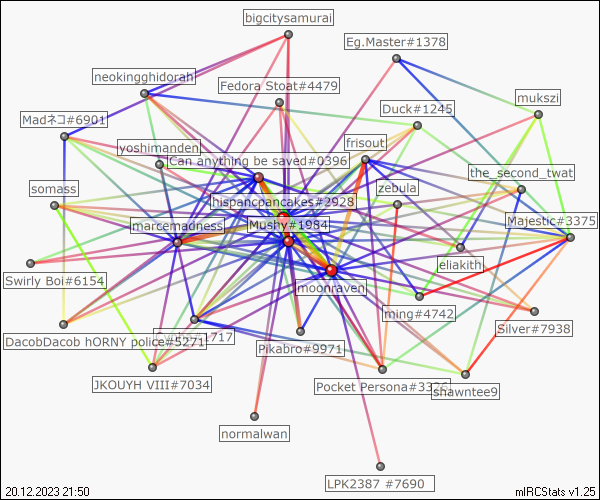 bigcitysamurai
Eg.Master#1378
neokingghidorah
Fedora Stoat#4479
mukszi
Duck#1245
Madネコ#6901
frisout
yoshimanden
Can anything be saved#0396
the_second_twat
somass
zebula
hispancpancakes#2928
marcemadness
Mushy#1984
Majestic#3375
eliakith
Swirly Boi#6154
moonraven
ming#4742
Silver#7938
DacobDacob hORNY police#5271
1717
Pikabro#9971
JKOUYH VIII#7034
Pocket Persona#3326
shawntee9
normalwan
LPK2387 #7690
20.12.2023 21:50
mIRCStats v1.25